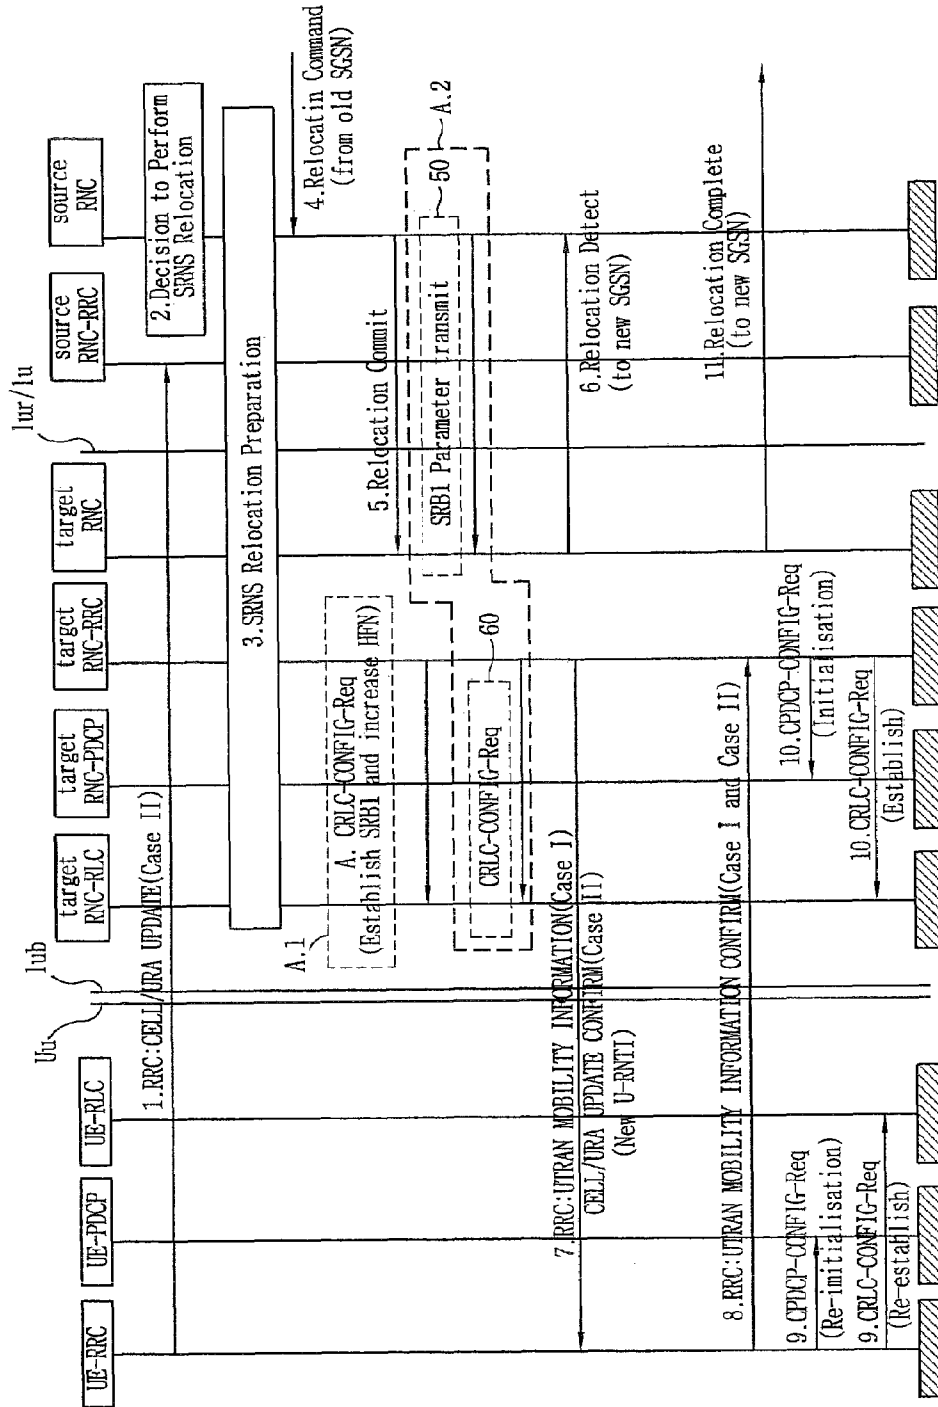 UE-RRC
UE-PDCP
UE-RLC
Uu
lub
target
RNC-RLC
target
RNC-PDCP
target
RNC-RRC
target
RNC
lur/lu
source
RNC-RRC
source
RNC
1.RRC:CELL/URA UPDATE(Case II)
2.Decision to Perform
SRNS Relocation
3.SRNS Relocation Preparation
4.Relocatin Command
(from old SGSN)
A.1
A. CRLC-CONFIG-Req
(Establish SRB1 and increase HFN)
5.Relocation Commit
A.2
50
SRB1 Parameter transmit
60
CRLC-CONFIG-Req
6.Relocation Detect
(to new SGSN)
7.RRC:UTRAN MOBILITY INFORMATION(Case I)
CELL/URA UPDATE CONFIRM(Case II)
(New U-RNTI)
8.RRC:UTRAN MOBILITY INFORMATION CONFIRM(Case I and Case II)
11.Relocation Complete
(to new SGSN)
9.CPDCP-CONFIG-Req
(Re-imitialisation)
9.CRLC-CONFIG-Req
(Re-establish)
10.CPDCP-CONFIG-Req
(Initialisation)
10.CRLC-CONFIG-Req
(Establish)